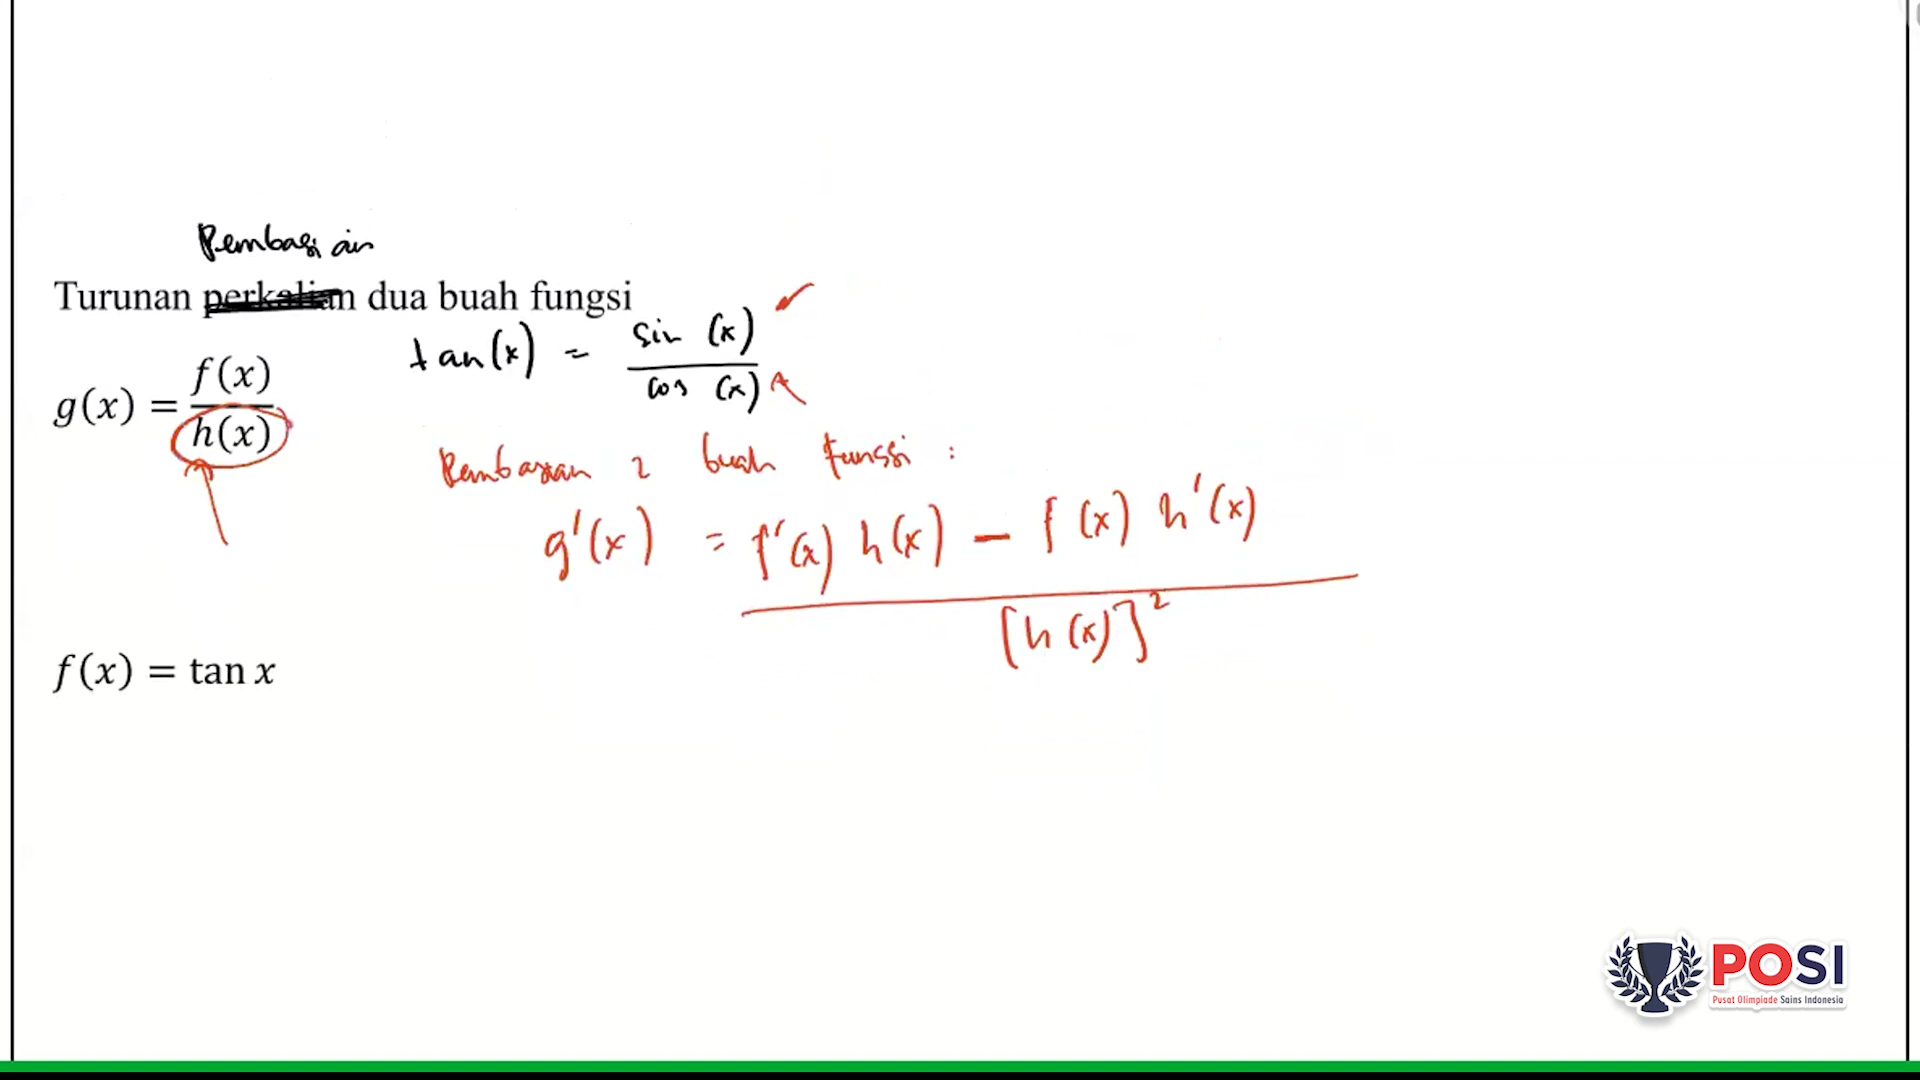 Pembagian
Turunan perkalian dua buah fungsi
tan(x) = sin (x) / cos (x)
g(x) = f(x) / h(x)
Pembagian 2 buah fungsi :
g'(x) = f'(x) h(x) - f(x) h'(x) / [h(x)]²
f(x) = tan x
POSI
Pusat Olimpiade Sains Indonesia